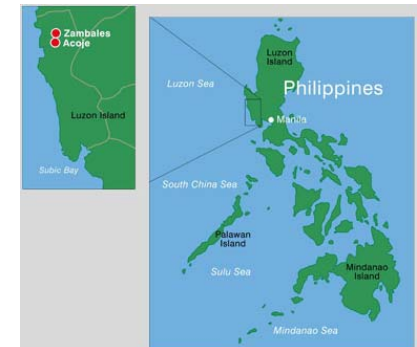 Zambales
Acoje
Luzon Island
Subic Bay
Luzon
Island
Luzon Sea
Philippines
Manila
South China Sea
Palawan
Island
Sulu Sea
Mindanao
Island
Mindanao Sea